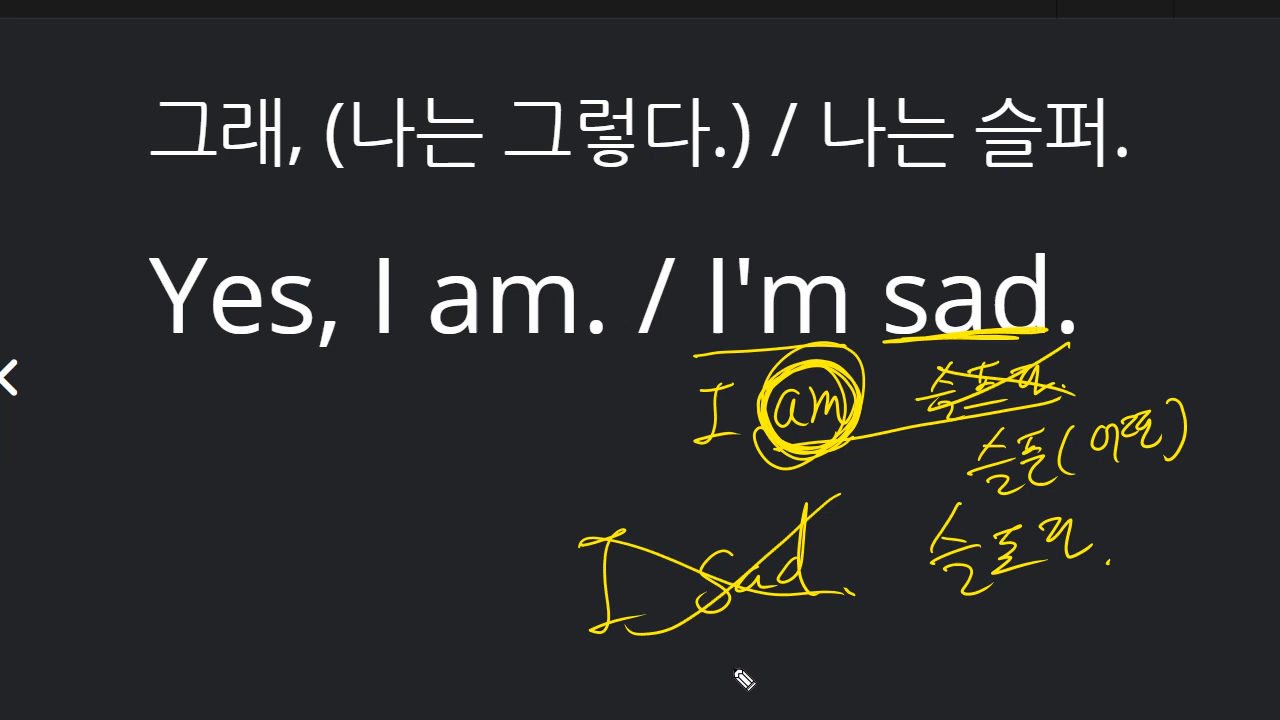 그래, (나는 그렇다.) / 나는 슬퍼.
Yes, I am. / I'm sad.
I am 슬프다.
슬픈(어떤)
I sad. 슬프다.